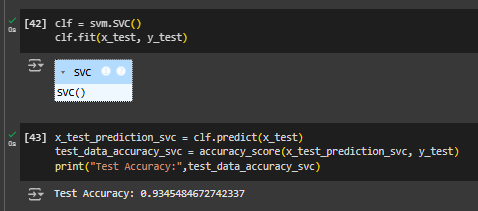 [42] clf = svm.SVC()
clf.fit(x_test, y_test)
0s
SVC
SVC()
[43] x_test_prediction_svc = clf.predict(x_test)
0s
test_data_accuracy_svc = accuracy_score(x_test_prediction_svc, y_test)
print("Test Accuracy:",test_data_accuracy_svc)
Test Accuracy: 0.9345484672742337